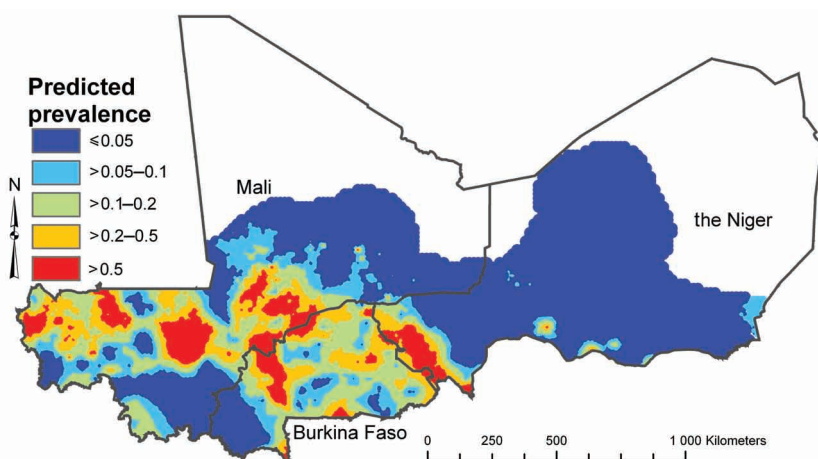 Predicted
prevalence
⩽0.05
>0.05–0.1
>0.1–0.2
>0.2–0.5
>0.5
N
Mali
the Niger
Burkina Faso
0 250 500 1 000 Kilometers